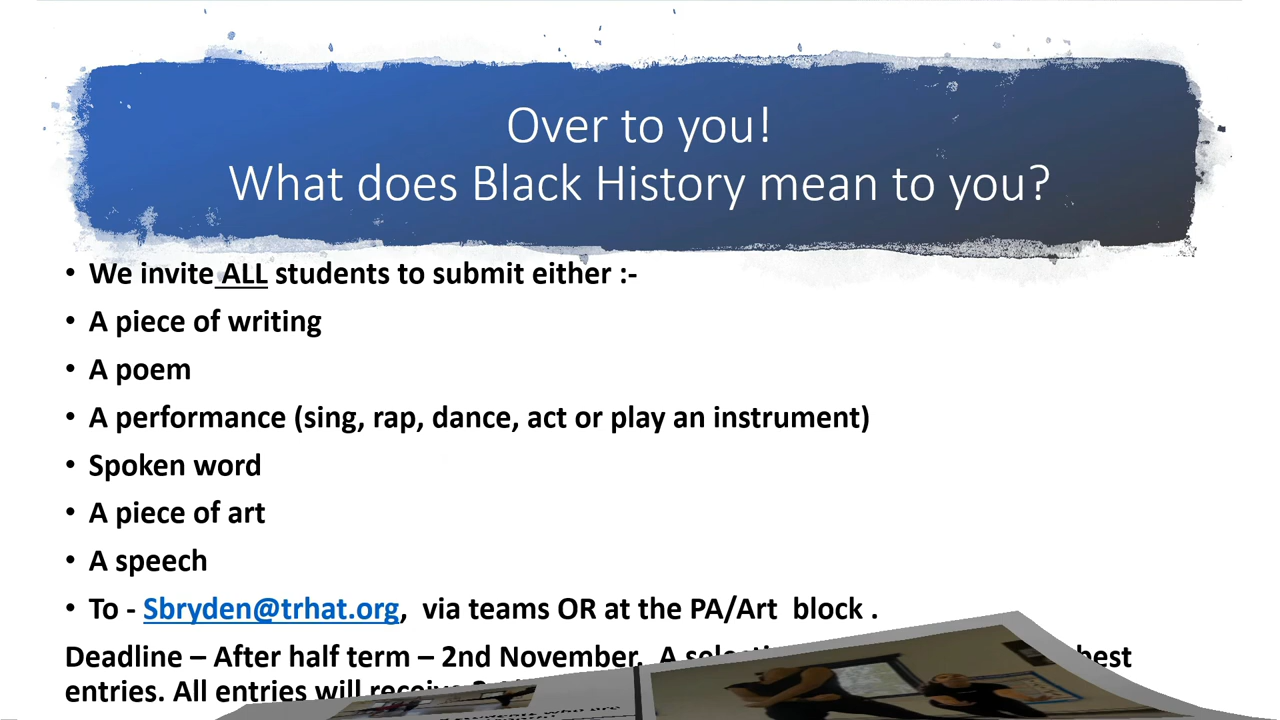 Over to you!
What does Black History mean to you?
• We invite ALL students to submit either :-
• A piece of writing
• A poem
• A performance (sing, rap, dance, act or play an instrument)
• Spoken word
• A piece of art
• A speech
• To - Sbryden@trhat.org, via teams OR at the PA/Art block .
Deadline – After half term – 2nd November. A best
entries. All entries will
who are